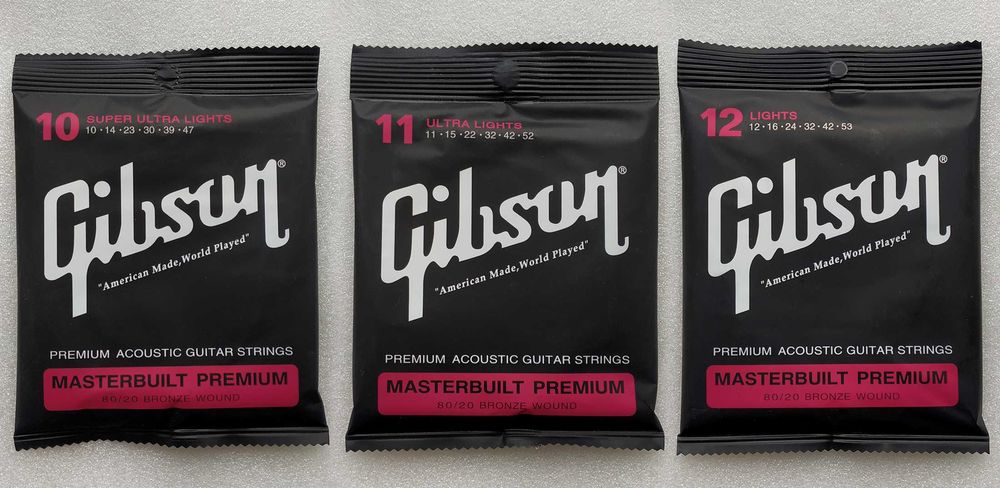 10 SUPER ULTRA LIGHTS
10·14·23·30·39·47
Gibson®
"American Made,World Played"
PREMIUM ACOUSTIC GUITAR STRINGS
MASTERBUILT PREMIUM
80/20 BRONZE WOUND
11 ULTRA LIGHTS
11·15·22·32·42·52
Gibson®
"American Made,World Played"
PREMIUM ACOUSTIC GUITAR STRINGS
MASTERBUILT PREMIUM
80/20 BRONZE WOUND
12 LIGHTS
12·16·24·32·42·53
Gibson®
"American Made,World Played"
PREMIUM ACOUSTIC GUITAR STRINGS
MASTERBUILT PREMIUM
80/20 BRONZE WOUND